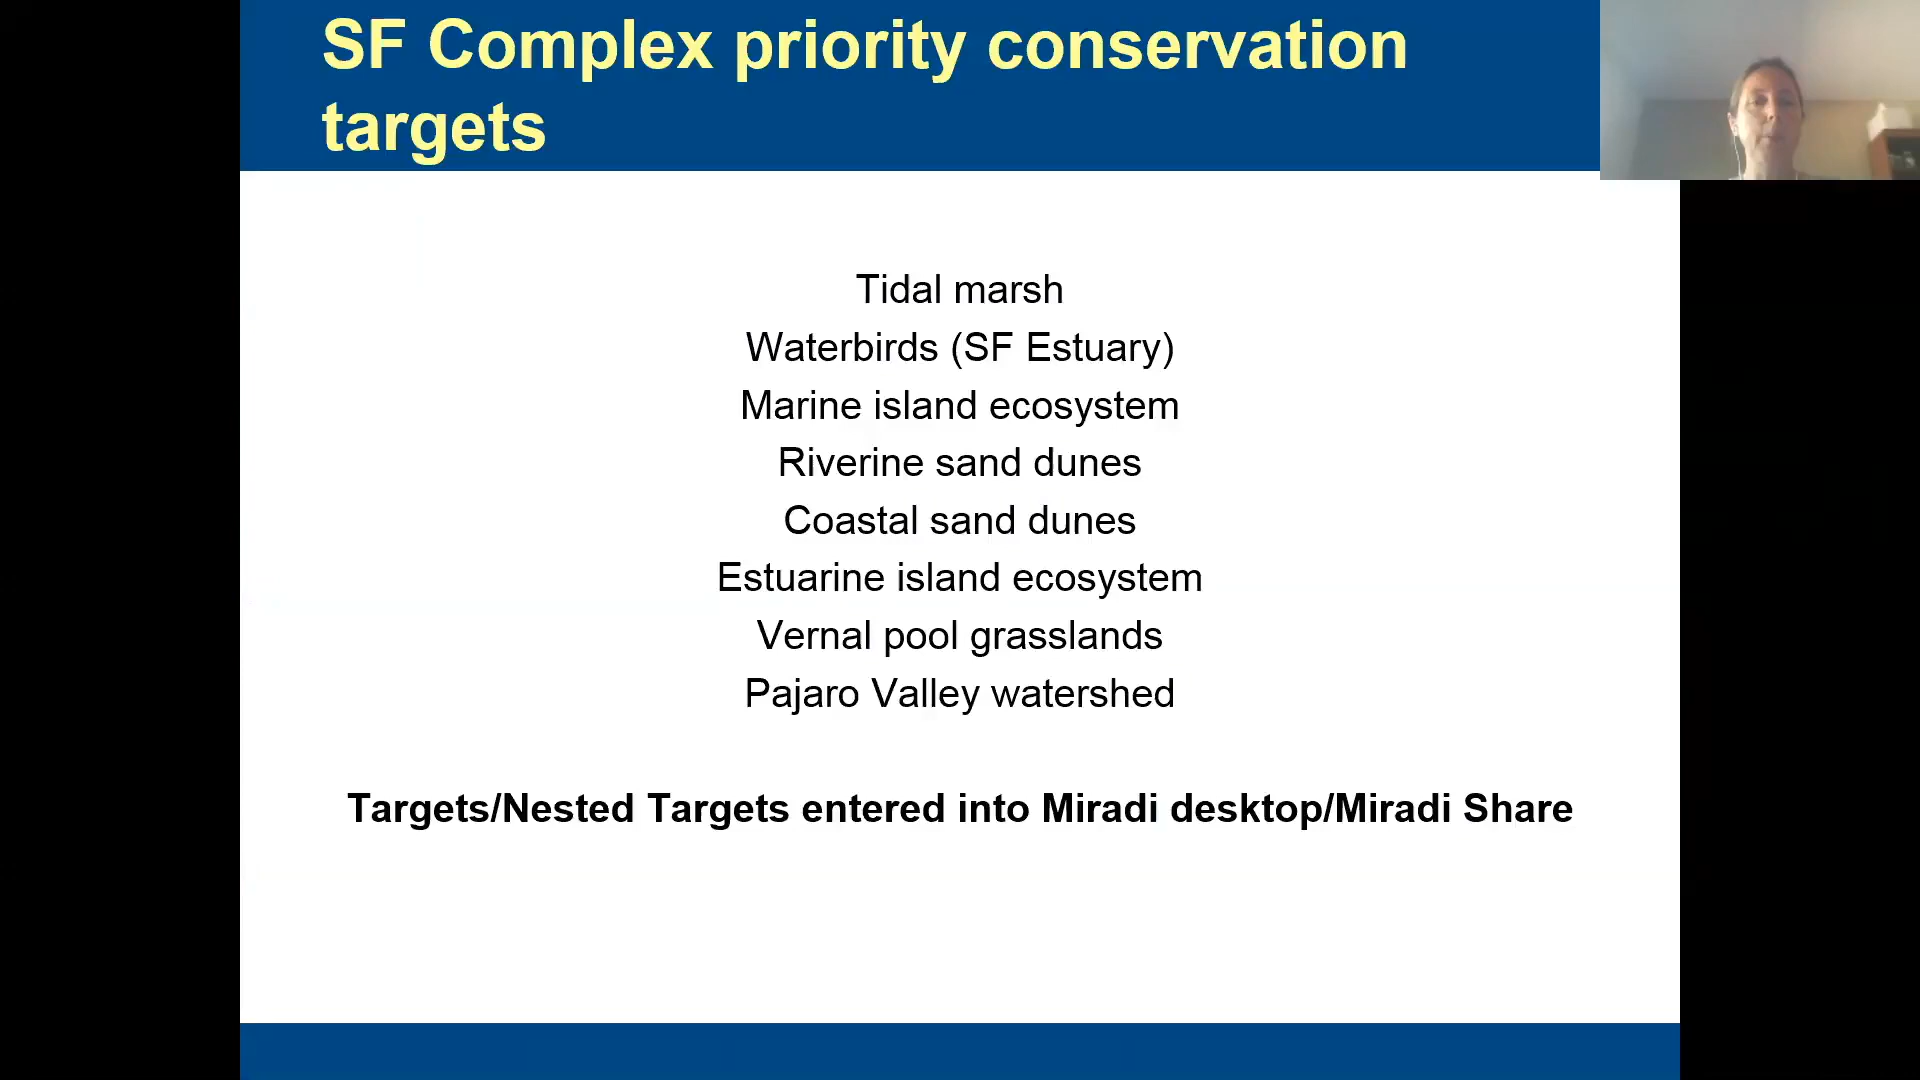 SF Complex priority conservation
targets
Tidal marsh
Waterbirds (SF Estuary)
Marine island ecosystem
Riverine sand dunes
Coastal sand dunes
Estuarine island ecosystem
Vernal pool grasslands
Pajaro Valley watershed
Targets/Nested Targets entered into Miradi desktop/Miradi Share